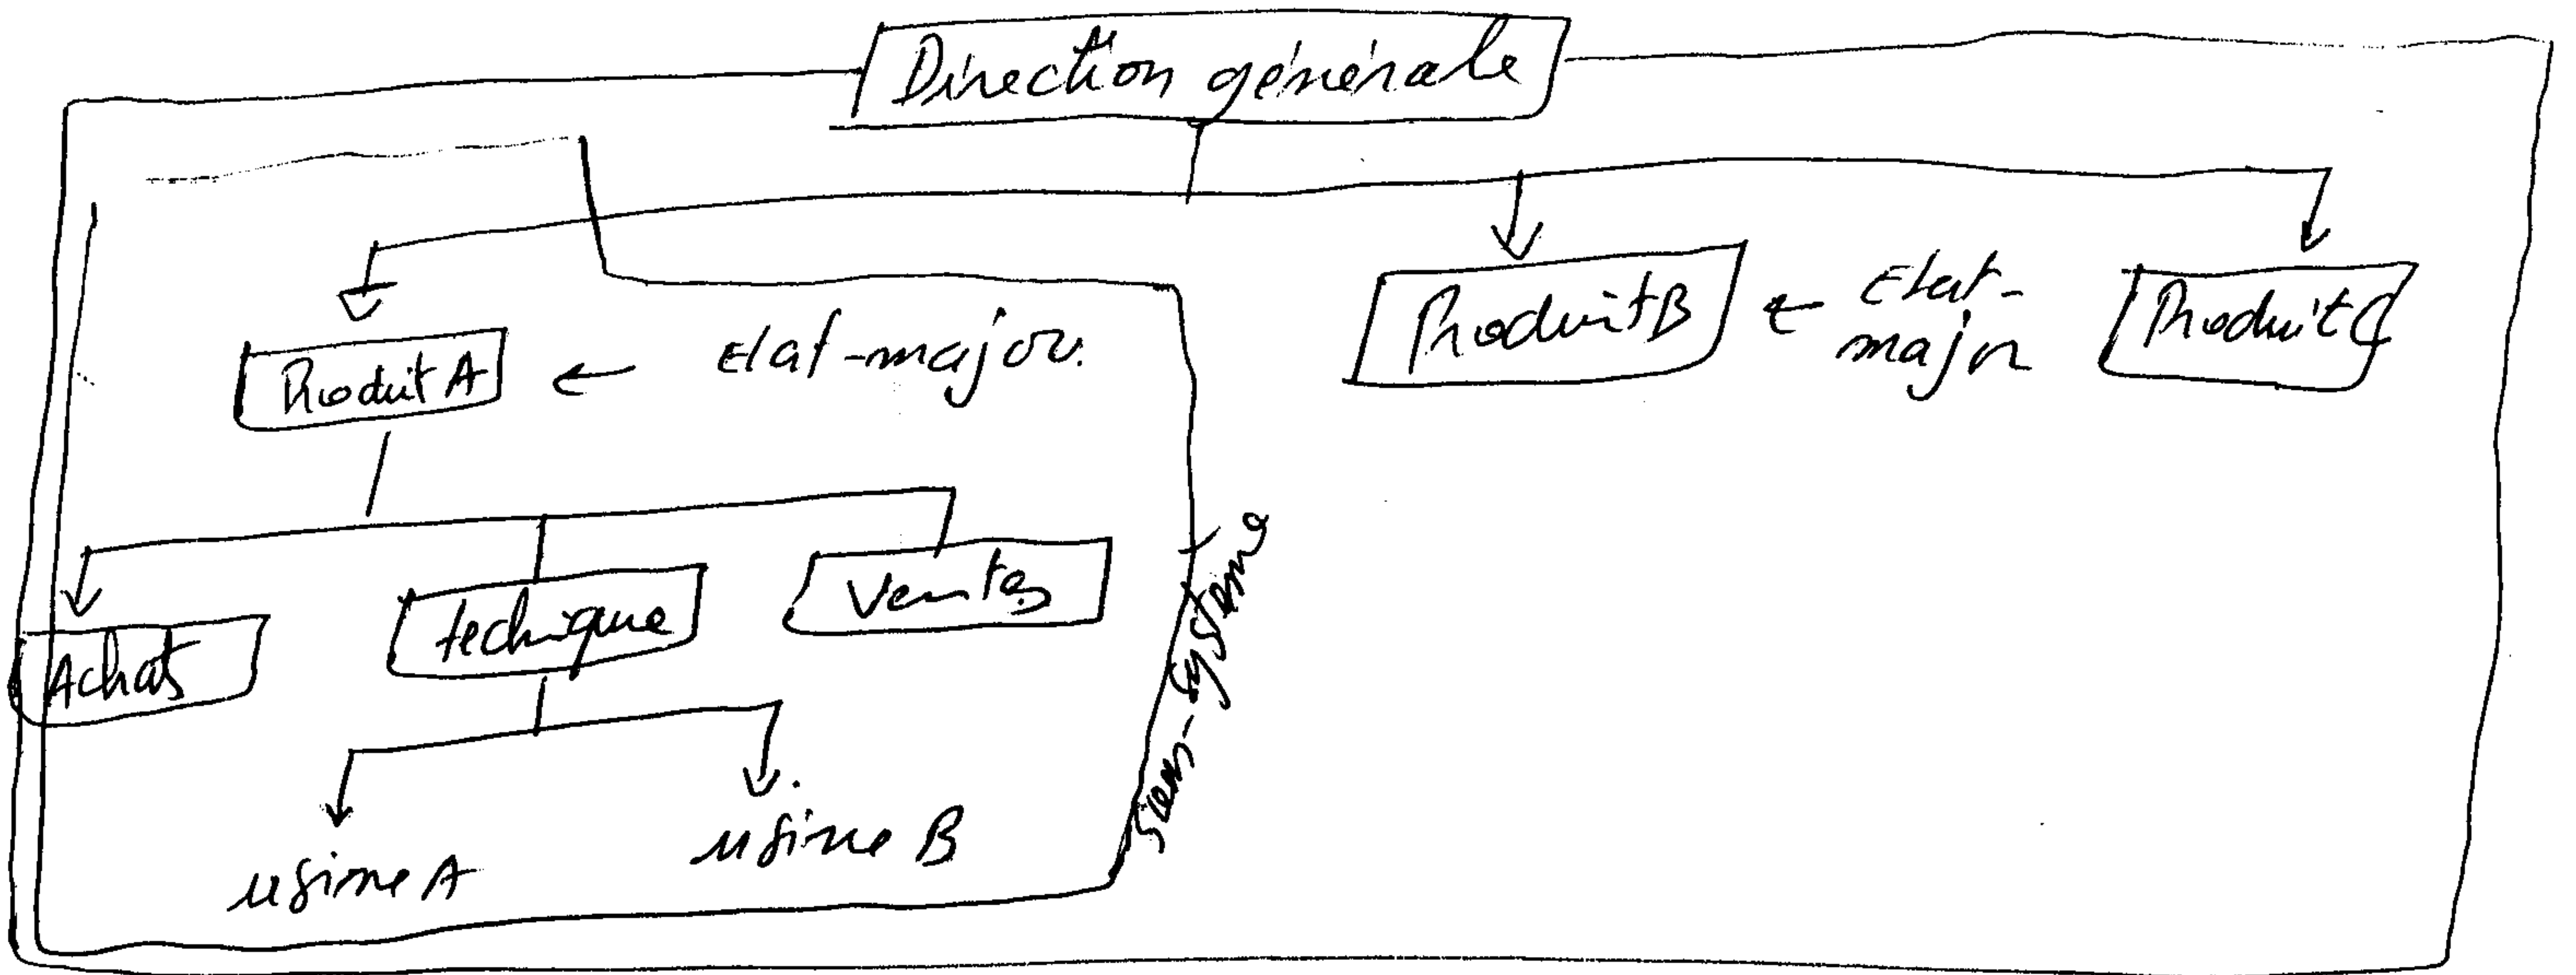 Direction générale
Produit A
← Etat-major.
Produit B
← Etat-
major
Produit C
Achats
technique
Ventes
usine A
usine B
Sous-système